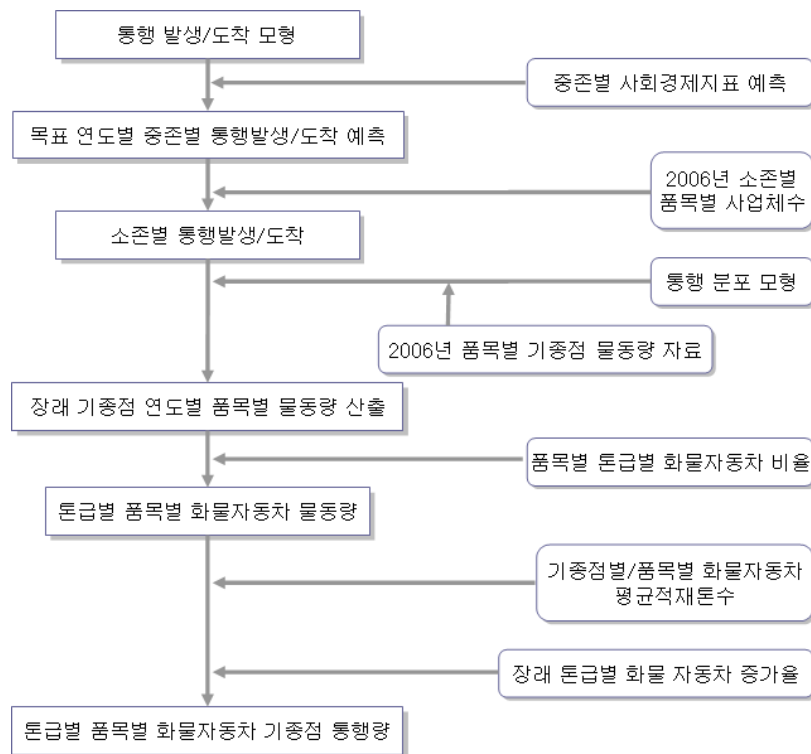 통행 발생/도착 모형
중존별 사회경제지표 예측
목표 연도별 중존별 통행발생/도착 예측
2006년 소존별
품목별 사업체수
소존별 통행발생/도착
통행 분포 모형
2006년 품목별 기종점 물동량 자료
장래 기종점 연도별 품목별 물동량 산출
품목별 톤급별 화물자동차 비율
톤급별 품목별 화물자동차 물동량
기종점별/품목별 화물자동차
평균적재톤수
장래 톤급별 화물 자동차 증가율
톤급별 품목별 화물자동차 기종점 통행량